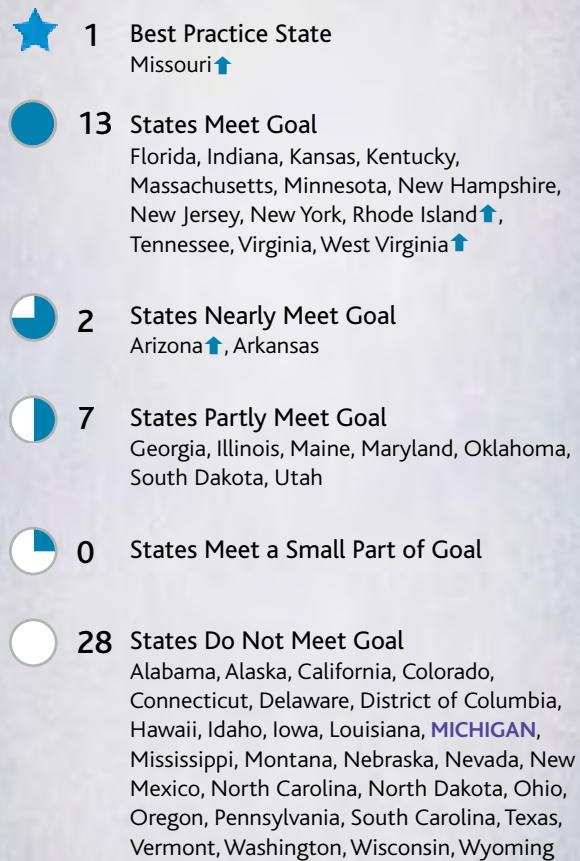 1 Best Practice State
Missouri⬆
13 States Meet Goal
Florida, Indiana, Kansas, Kentucky,
Massachusetts, Minnesota, New Hampshire,
New Jersey, New York, Rhode Island⬆,
Tennessee, Virginia, West Virginia⬆
2 States Nearly Meet Goal
Arizona⬆, Arkansas
7 States Partly Meet Goal
Georgia, Illinois, Maine, Maryland, Oklahoma,
South Dakota, Utah
0 States Meet a Small Part of Goal
28 States Do Not Meet Goal
Alabama, Alaska, California, Colorado,
Connecticut, Delaware, District of Columbia,
Hawaii, Idaho, Iowa, Louisiana, MICHIGAN,
Mississippi, Montana, Nebraska, Nevada, New
Mexico, North Carolina, North Dakota, Ohio,
Oregon, Pennsylvania, South Carolina, Texas,
Vermont, Washington, Wisconsin, Wyoming